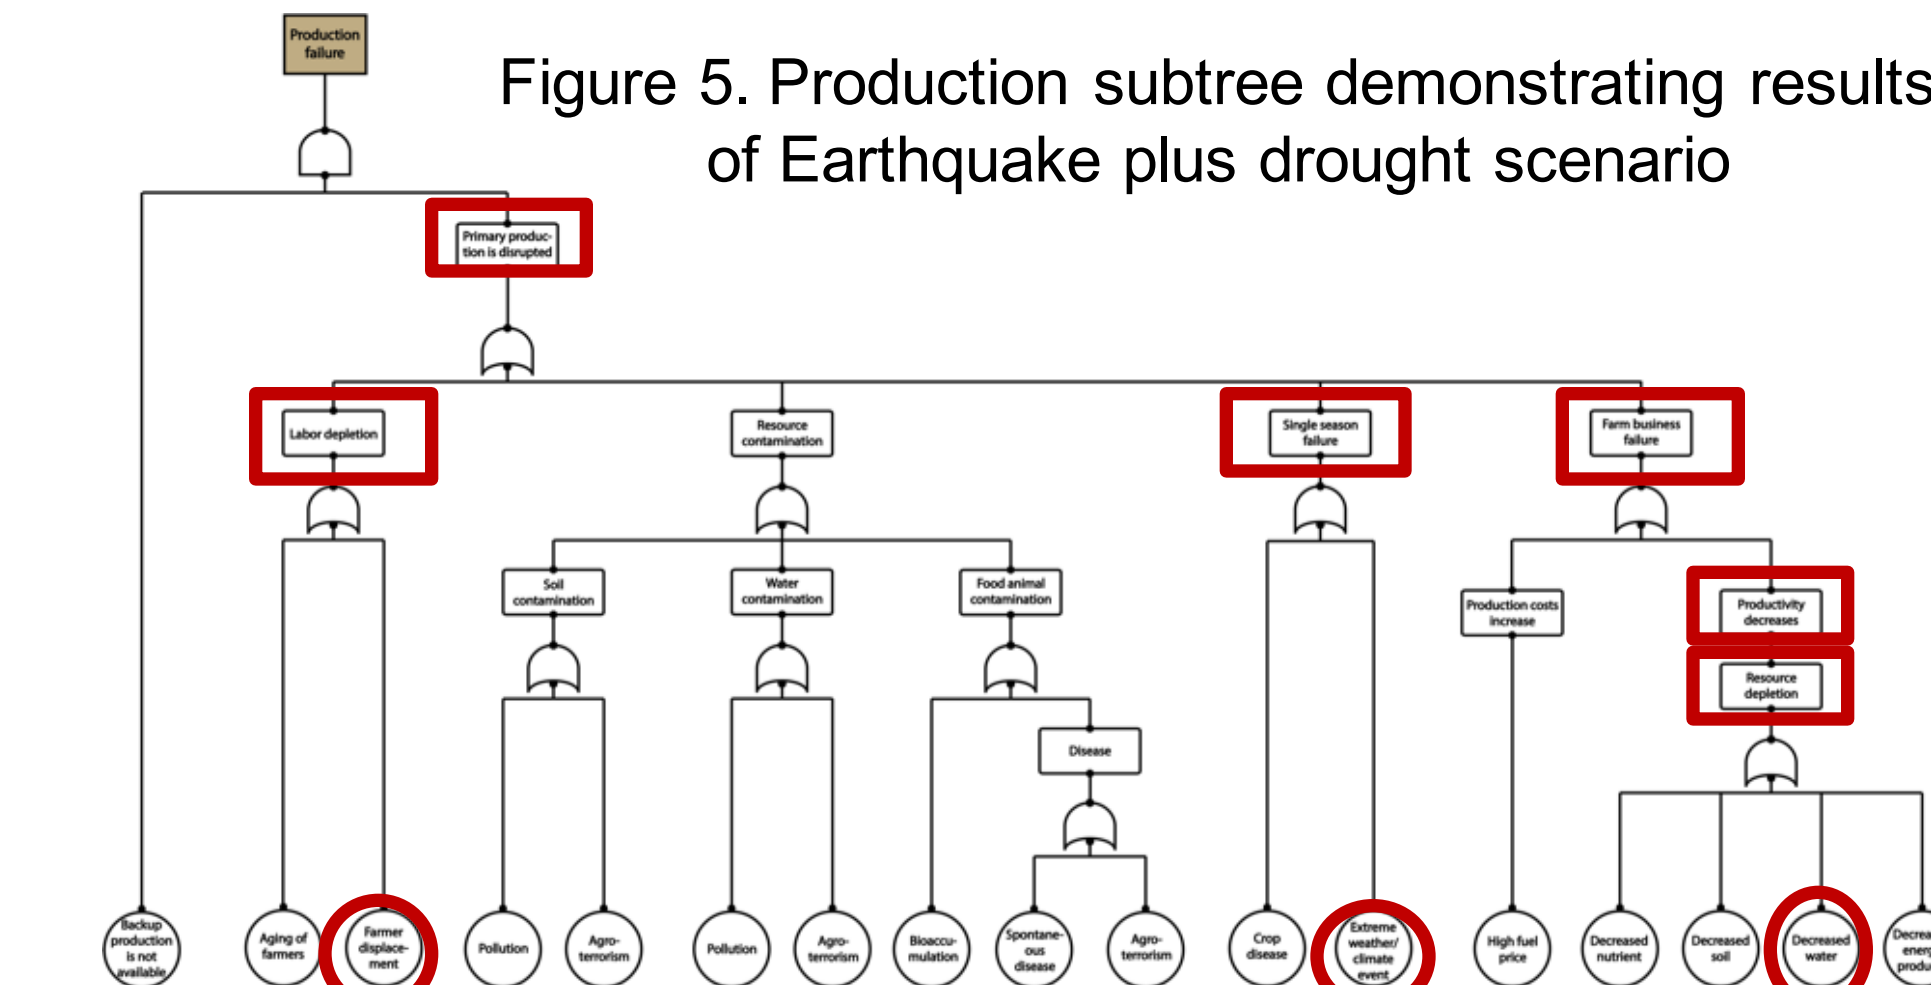 Production
failure
Figure 5. Production subtree demonstrating results
of Earthquake plus drought scenario
Primary produc-
tion is disrupted
Labor depletion
Resource
contamination
Single season
failure
Farm business
failure
Soil
contamination
Water
contamination
Food animal
contamination
Production costs
increase
Productivity
decreases
Resource
depletion
Disease
Backup
production
is not
available
Aging of
farmers
Farmer
displace-
ment
Pollution
Agro-
terrorism
Pollution
Agro-
terrorism
Bioaccu-
mulation
Spontane-
ous
disease
Agro-
terrorism
Crop
disease
Extreme
weather/
climate
event
High fuel
price
Decreased
nutrient
Decreased
soil
Decreased
water